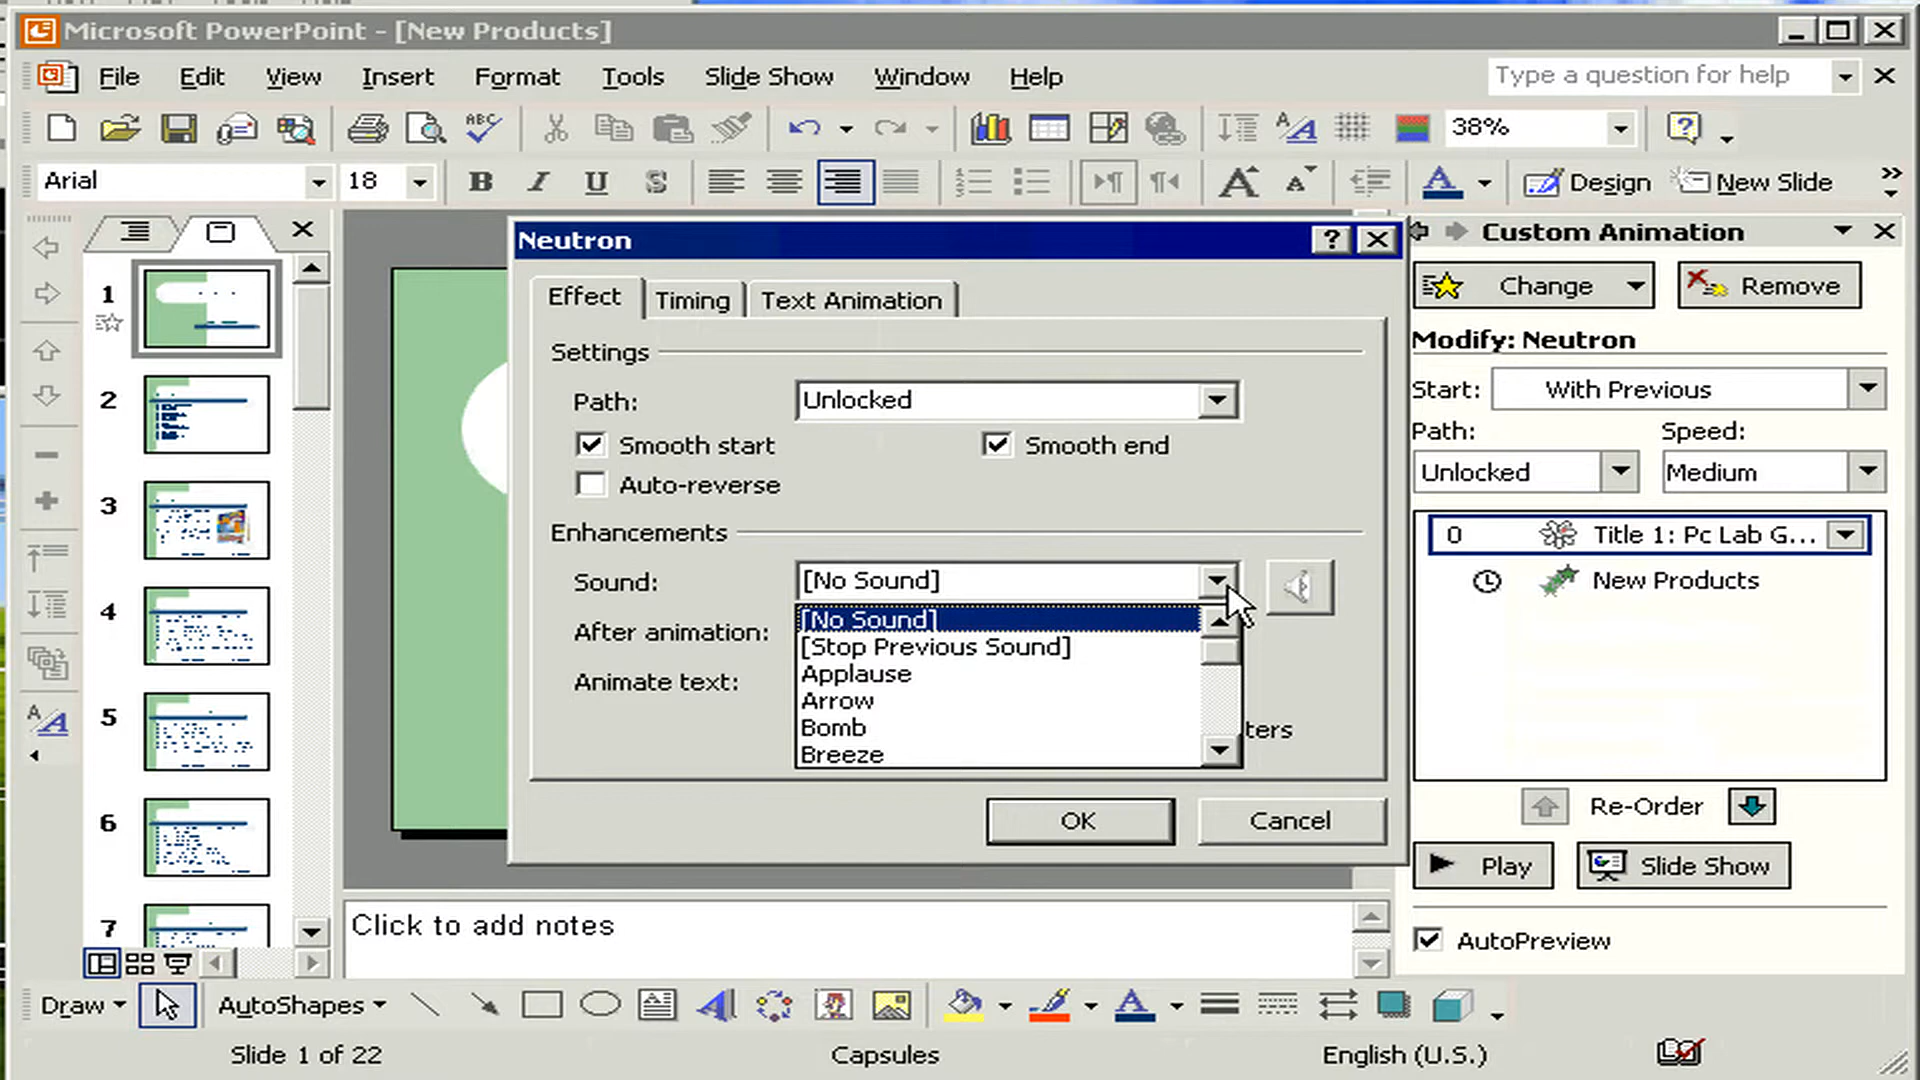 Microsoft PowerPoint - [New Products]
File Edit View Insert Format Tools Slide Show Window Help
Type a question for help
ABC
38%
Arial
18
B I U S
Design
New Slide
Neutron
Custom Animation
Effect
Timing
Text Animation
Change
Remove
Settings
Modify: Neutron
Path:
Unlocked
Start:
With Previous
Smooth start
Smooth end
Path:
Speed:
Auto-reverse
Unlocked
Medium
Enhancements
0
Title 1: Pc Lab G...
Sound:
[No Sound]
New Products
[No Sound]
After animation:
[Stop Previous Sound]
Applause
Animate text:
Arrow
Bomb
ters
Breeze
Re-Order
OK
Cancel
Play
Slide Show
Click to add notes
AutoPreview
1
2
3
4
5
6
7
Draw
AutoShapes
Slide 1 of 22
Capsules
English (U.S.)